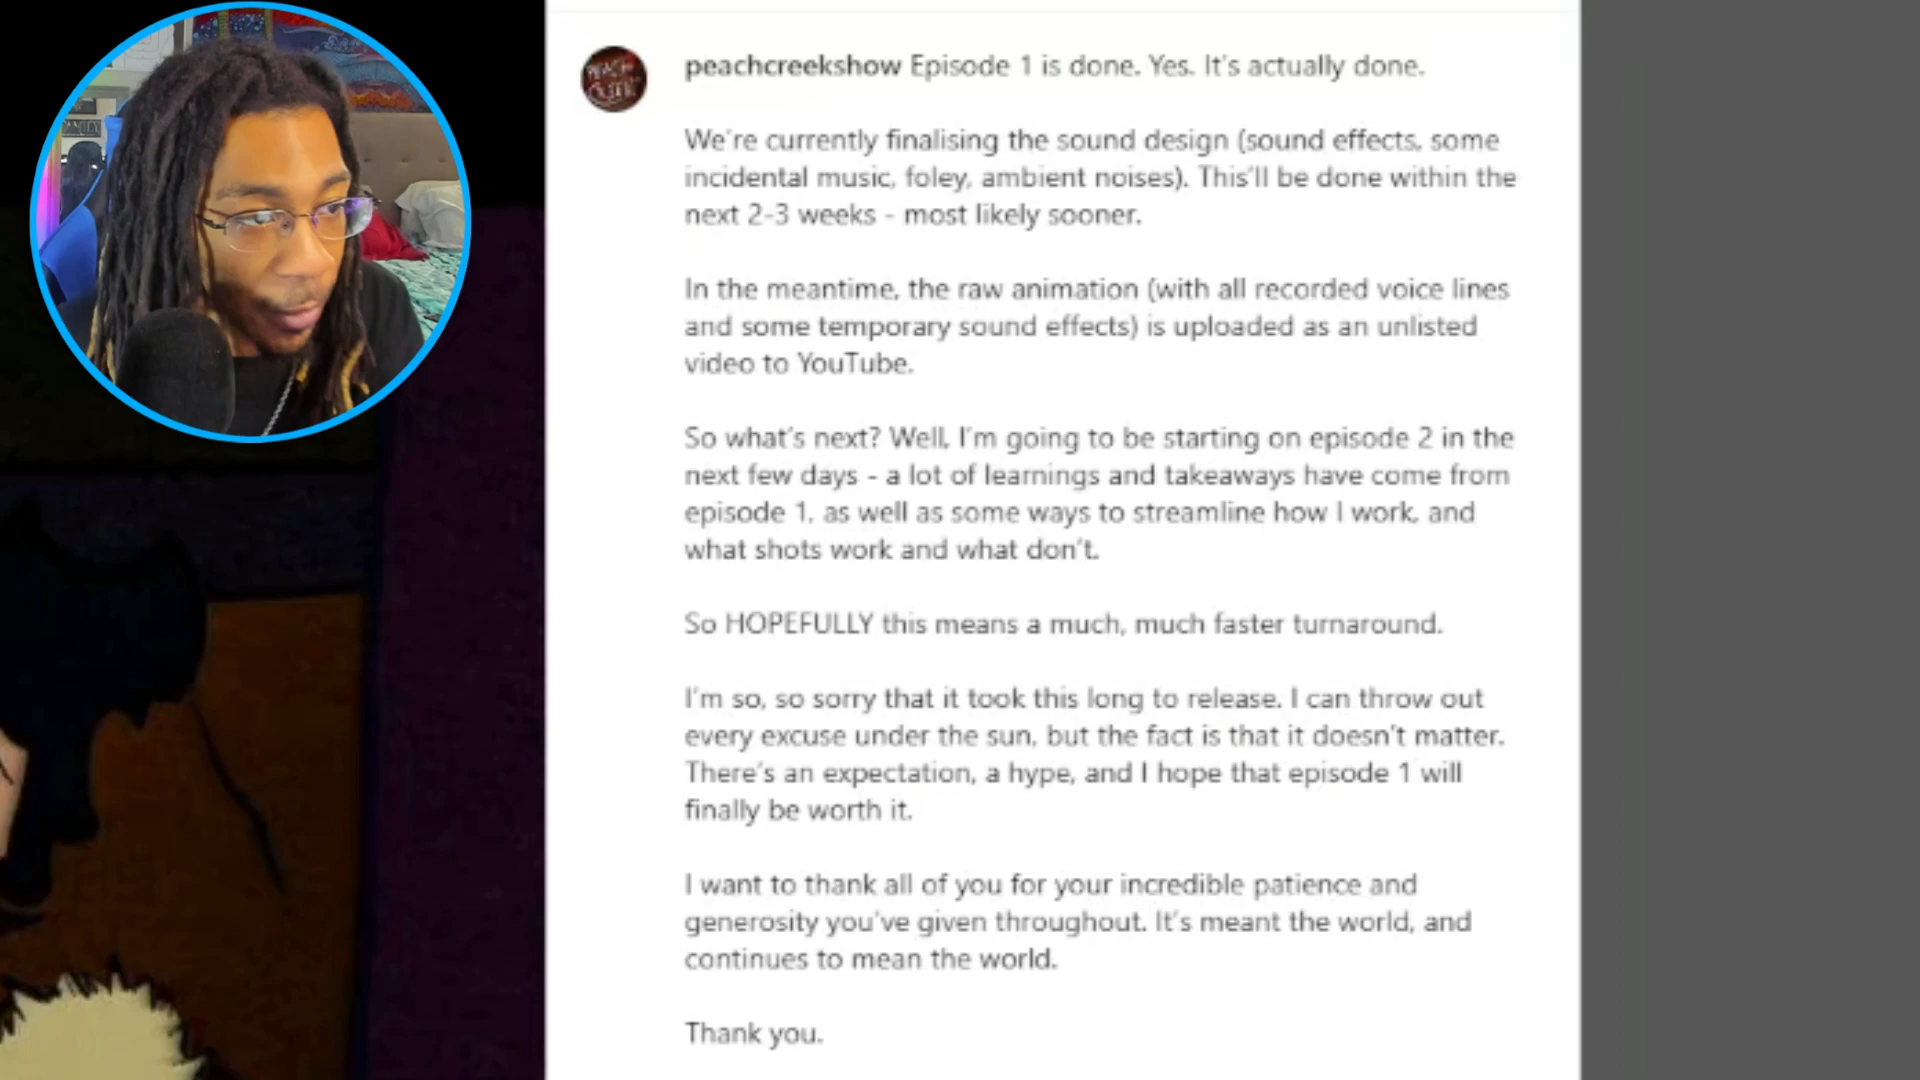 peachcreekshow Episode 1 is done. Yes. It's actually done.
We're currently finalising the sound design (sound effects, some
incidental music, foley, ambient noises). This'll be done within the
next 2-3 weeks - most likely sooner.
In the meantime, the raw animation (with all recorded voice lines
and some temporary sound effects) is uploaded as an unlisted
video to YouTube.
So what's next? Well, I'm going to be starting on episode 2 in the
next few days - a lot of learnings and takeaways have come from
episode 1, as well as some ways to streamline how I work, and
what shots work and what don't.
So HOPEFULLY this means a much, much faster turnaround.
I'm so, so sorry that it took this long to release. I can throw out
every excuse under the sun, but the fact is that it doesn't matter.
There's an expectation, a hype, and I hope that episode 1 will
finally be worth it.
I want to thank all of you for your incredible patience and
generosity you've given throughout. It's meant the world, and
continues to mean the world.
Thank you.